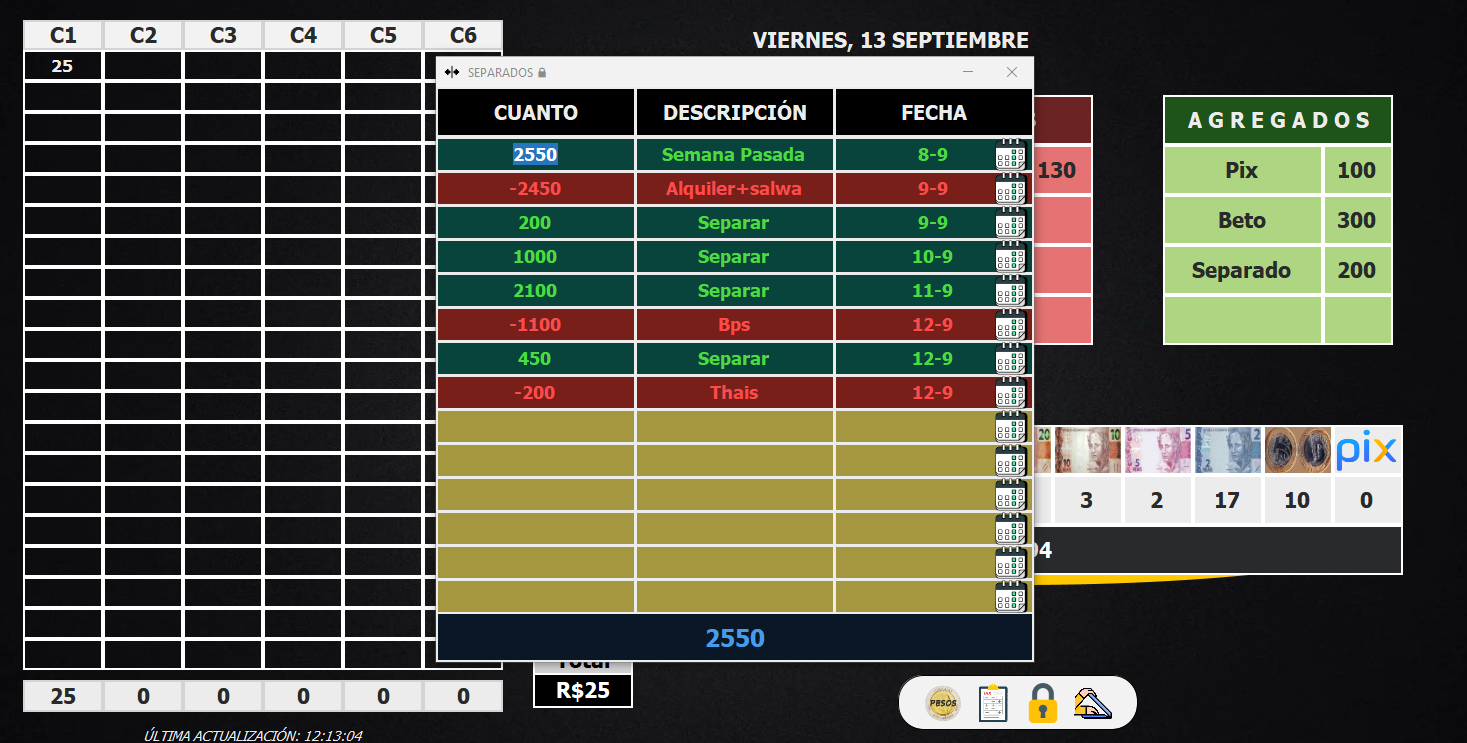 C1 C2 C3 C4 C5 C6
25
VIERNES, 13 SEPTIEMBRE
SEPARADOS
CUANTO DESCRIPCIÓN FECHA
2550 Semana Pasada 8-9
-2450 Alquiler+salwa 9-9
200 Separar 9-9
1000 Separar 10-9
2100 Separar 11-9
-1100 Bps 12-9
450 Separar 12-9
-200 Thais 12-9
2550
130
AGREGADOS
Pix 100
Beto 300
Separado 200
20 10 5 2 pix
3 2 17 10 0
04
Total
R$25
25 0 0 0 0 0
PESOS
ÚLTIMA ACTUALIZACIÓN: 12:13:04